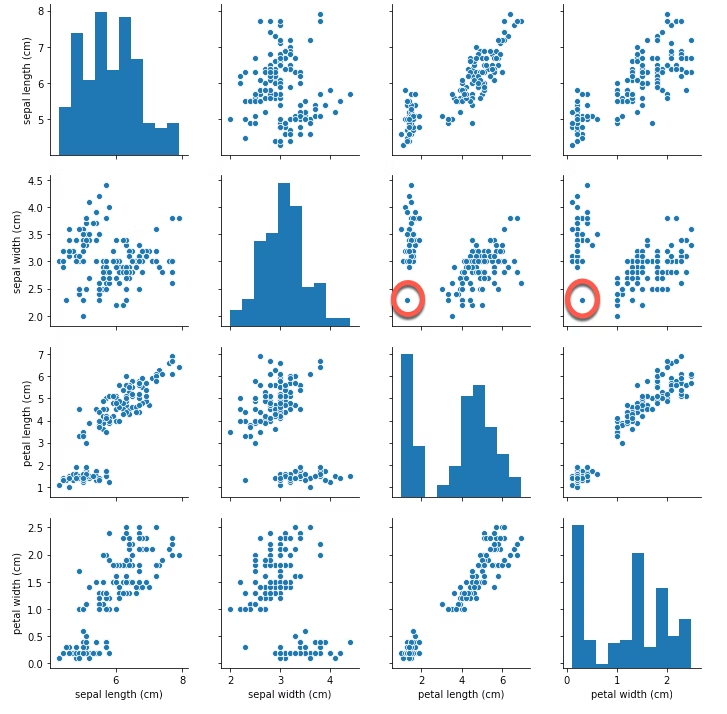 8
7
6
5
sepal length (cm)
4.5
4.0
3.5
3.0
2.5
2.0
sepal width (cm)
7
6
5
4
3
2
1
petal length (cm)
2.5
2.0
1.5
1.0
0.5
0.0
petal width (cm)
6 8
sepal length (cm)
2 3 4
sepal width (cm)
2 4 6
petal length (cm)
0 1 2
petal width (cm)